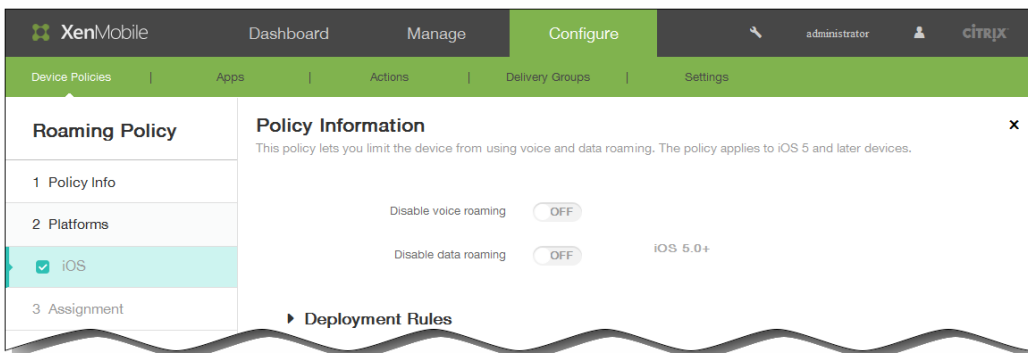 XenMobile Dashboard Manage Configure administrator CITRIX
Device Policies | Apps | Actions | Delivery Groups | Settings
Roaming Policy
1 Policy Info
2 Platforms
iOS
3 Assignment
Policy Information
This policy lets you limit the device from using voice and data roaming. The policy applies to iOS 5 and later devices.
Disable voice roaming OFF
Disable data roaming OFF iOS 5.0+
Deployment Rules